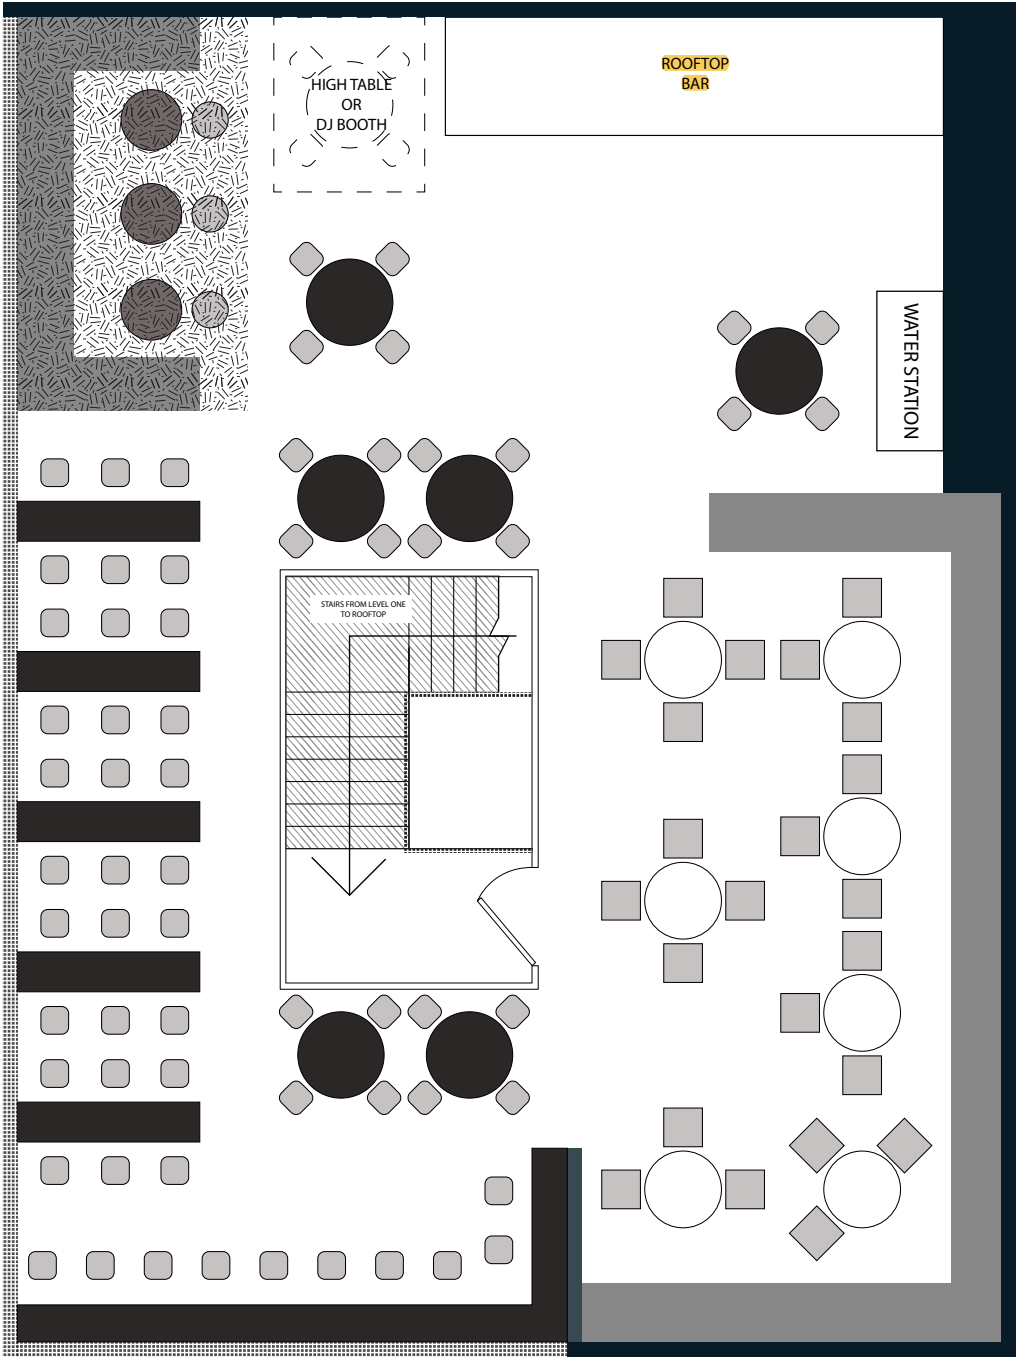 ROOFTOP
BAR
HIGH TABLE
OR
DJ BOOTH
WATER STATION
STAIRS FROM LEVEL ONE
TO ROOFTOP